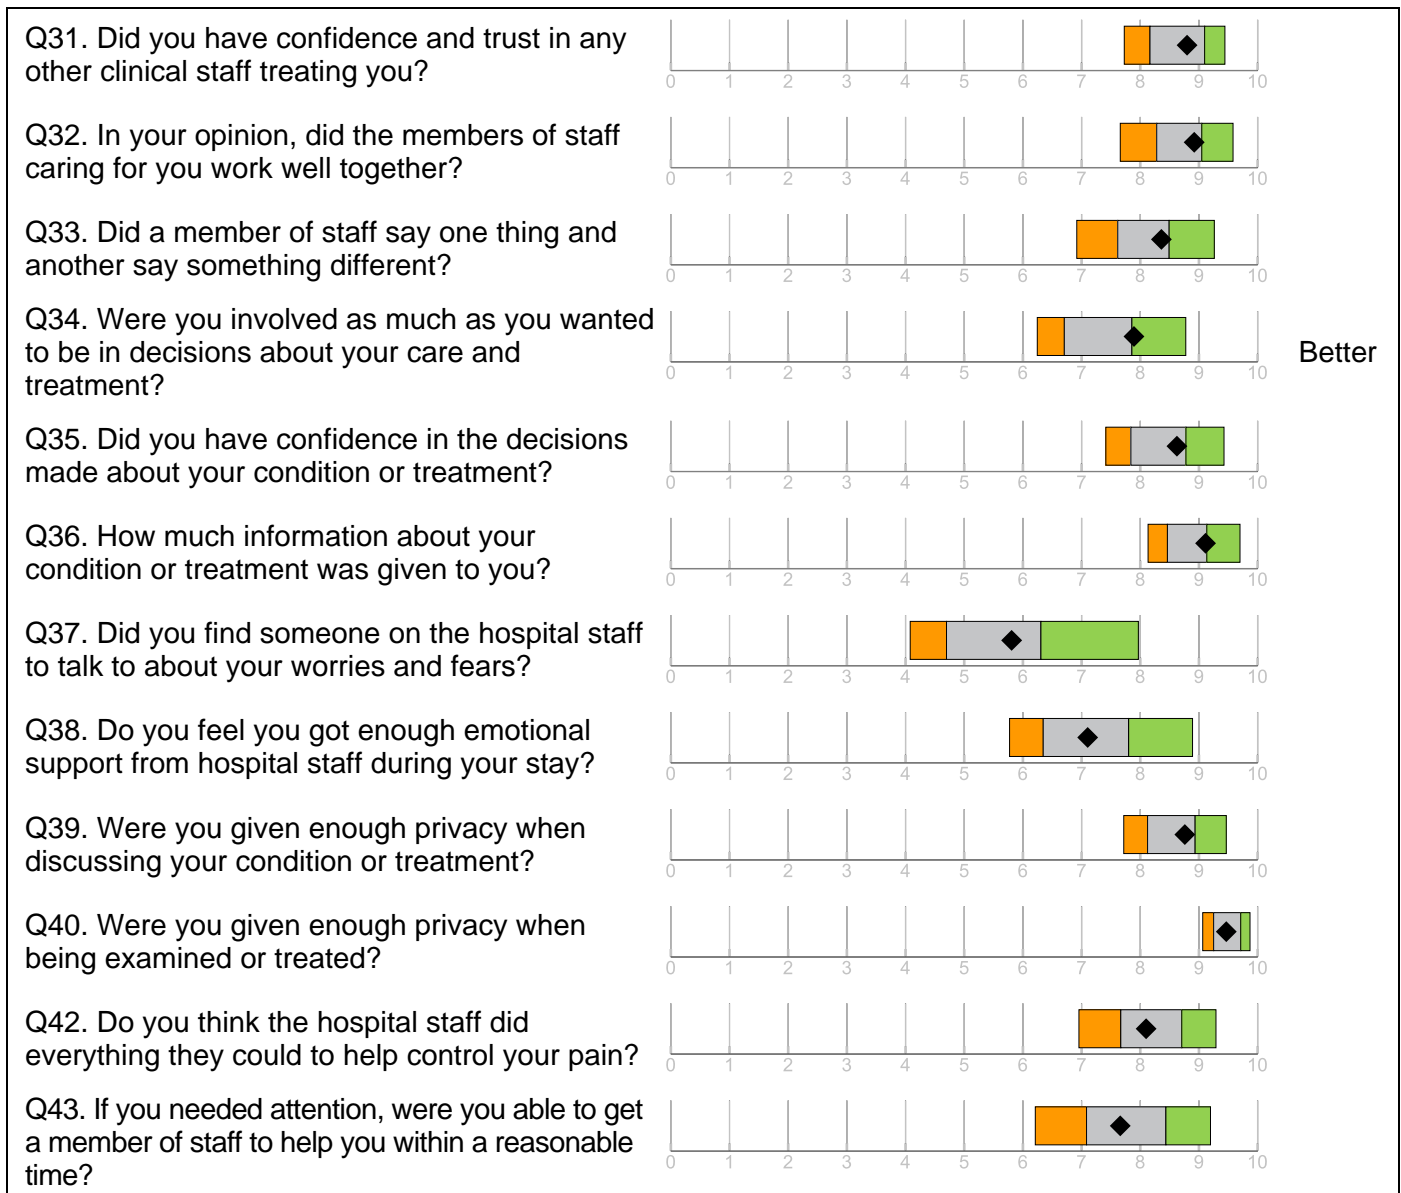 Q31. Did you have confidence and trust in any
other clinical staff treating you?
0 1 2 3 4 5 6 7 8 9 10
Q32. In your opinion, did the members of staff
caring for you work well together?
0 1 2 3 4 5 6 7 8 9 10
Q33. Did a member of staff say one thing and
another say something different?
0 1 2 3 4 5 6 7 8 9 10
Q34. Were you involved as much as you wanted
to be in decisions about your care and
treatment?
0 1 2 3 4 5 6 7 8 9 10
Better
Q35. Did you have confidence in the decisions
made about your condition or treatment?
0 1 2 3 4 5 6 7 8 9 10
Q36. How much information about your
condition or treatment was given to you?
0 1 2 3 4 5 6 7 8 9 10
Q37. Did you find someone on the hospital staff
to talk to about your worries and fears?
0 1 2 3 4 5 6 7 8 9 10
Q38. Do you feel you got enough emotional
support from hospital staff during your stay?
0 1 2 3 4 5 6 7 8 9 10
Q39. Were you given enough privacy when
discussing your condition or treatment?
0 1 2 3 4 5 6 7 8 9 10
Q40. Were you given enough privacy when
being examined or treated?
0 1 2 3 4 5 6 7 8 9 10
Q42. Do you think the hospital staff did
everything they could to help control your pain?
0 1 2 3 4 5 6 7 8 9 10
Q43. If you needed attention, were you able to get
a member of staff to help you within a reasonable
time?
0 1 2 3 4 5 6 7 8 9 10